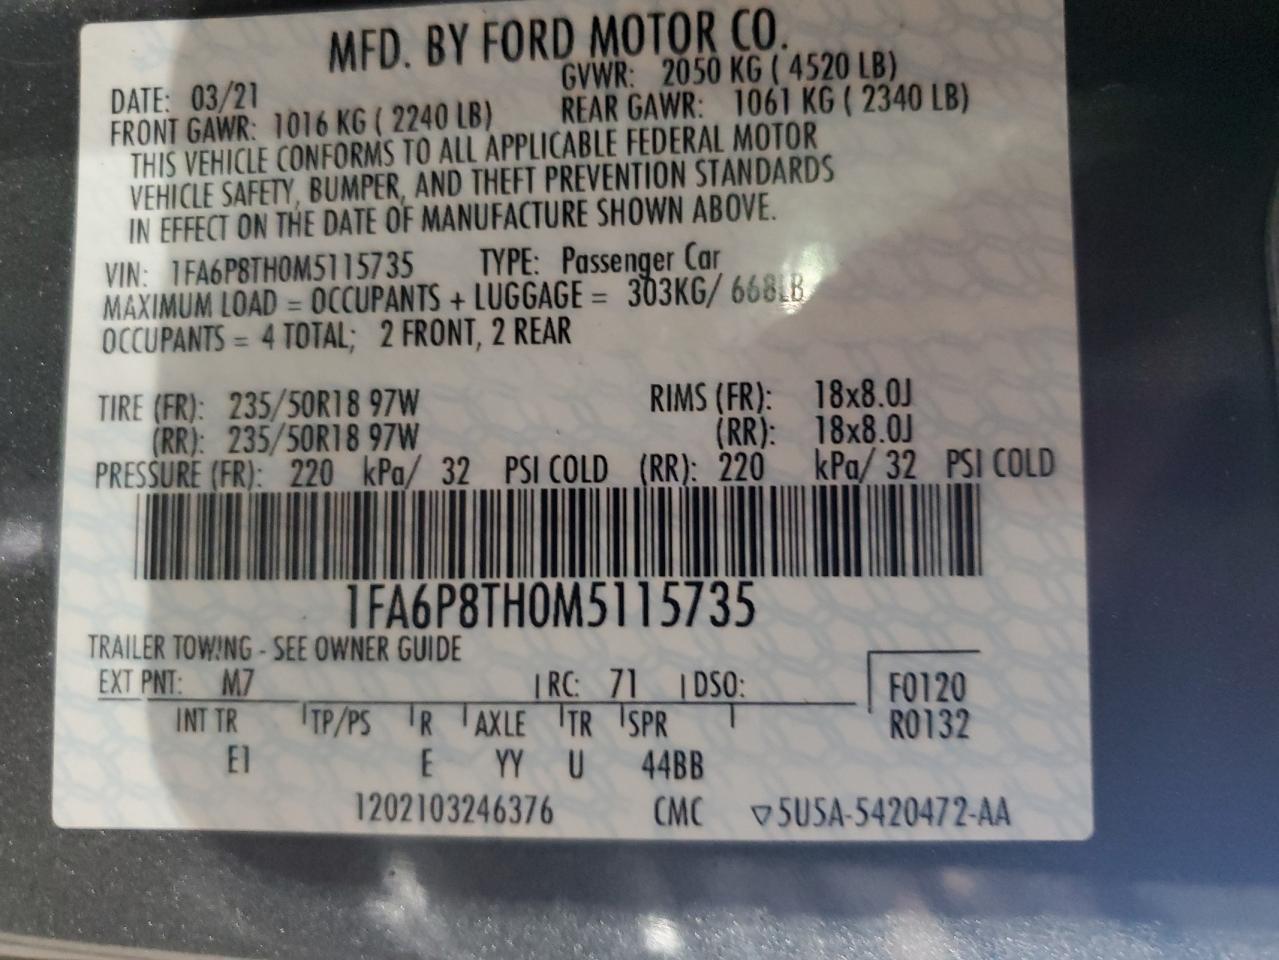 MFD. BY FORD MOTOR CO.
DATE: 03/21 GVWR: 2050 KG ( 4520 LB)
FRONT GAWR: 1016 KG ( 2240 LB) REAR GAWR: 1061 KG ( 2340 LB)
THIS VEHICLE CONFORMS TO ALL APPLICABLE FEDERAL MOTOR
VEHICLE SAFETY, BUMPER, AND THEFT PREVENTION STANDARDS
IN EFFECT ON THE DATE OF MANUFACTURE SHOWN ABOVE.
VIN: 1FA6P8TH0M5115735 TYPE: Passenger Car
MAXIMUM LOAD = OCCUPANTS + LUGGAGE = 303KG/ 668LB
OCCUPANTS = 4 TOTAL; 2 FRONT, 2 REAR
TIRE (FR): 235/50R18 97W RIMS (FR): 18x8.0J
(RR): 235/50R18 97W (RR): 18x8.0J
PRESSURE (FR): 220 kPa/ 32 PSI COLD (RR): 220 kPa/ 32 PSI COLD
1FA6P8TH0M5115735
TRAILER TOWING - SEE OWNER GUIDE
EXT PNT: M7 RC: 71 DSO: F0120
INT TR TP/PS R AXLE TR SPR R0132
E1 E YY U 44BB
1202103246376 CMC ▽5U5A-5420472-AA